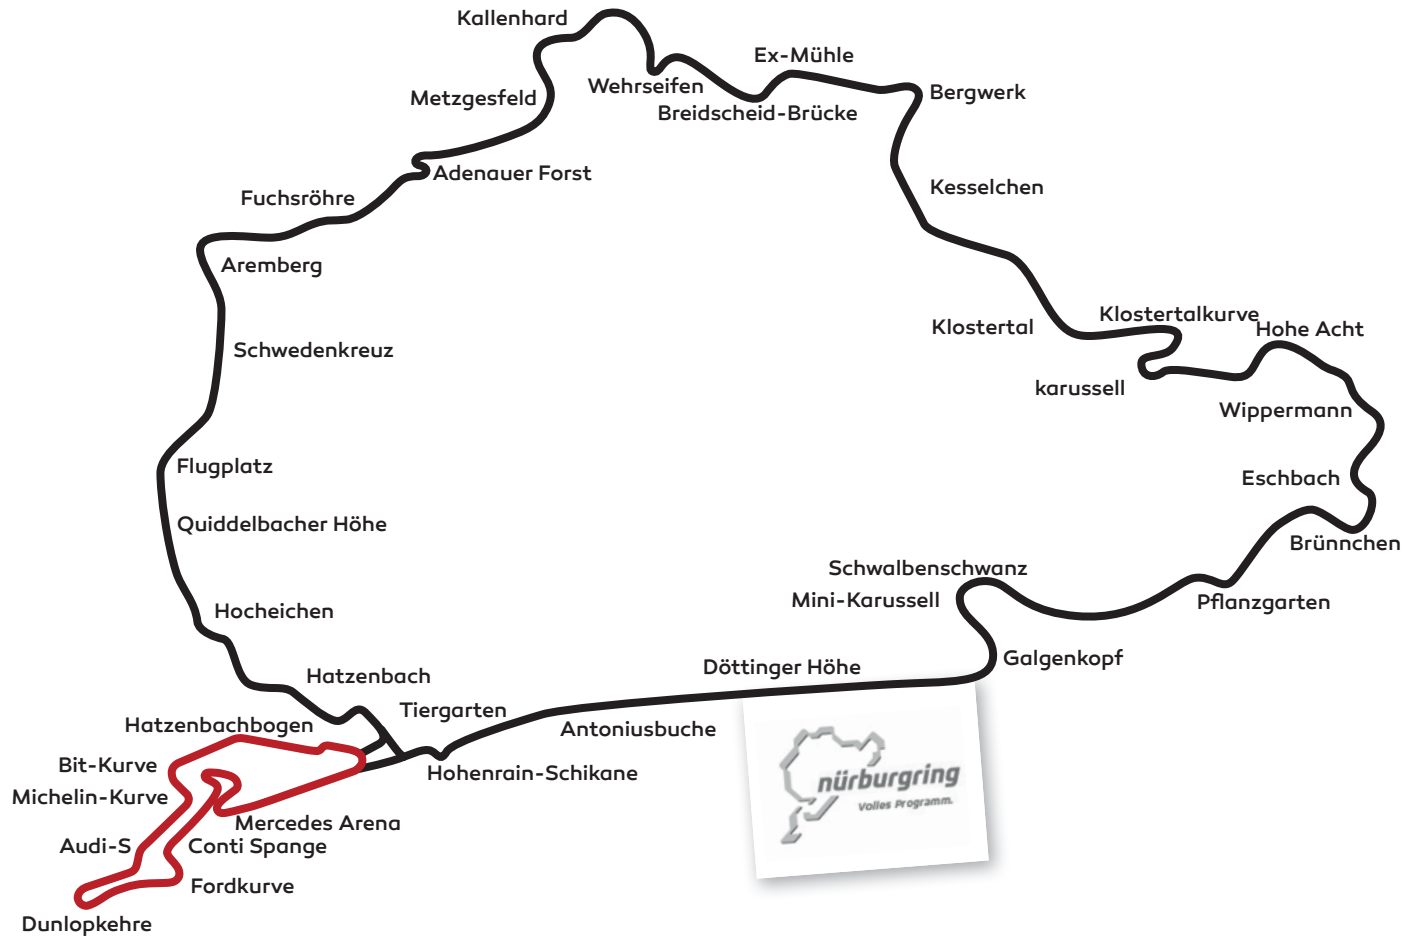 Kallenhard
Ex-Mühle
Wehrseifen
Bergwerk
Metzgesfeld
Breidscheid-Brücke
Adenauer Forst
Kesselchen
Fuchsröhre
Aremberg
Klostertalkurve
Klostertal
Hohe Acht
Schwedenkreuz
karussell
Wippermann
Flugplatz
Eschbach
Quiddelbacher Höhe
Brünnchen
Schwalbenschwanz
Mini-Karussell
Pflanzgarten
Hocheichen
Galgenkopf
Döttinger Höhe
Hatzenbach
Tiergarten
Hatzenbachbogen
Antoniusbuche
Bit-Kurve
Hohenrain-Schikane
nürburgring
Volles Programm.
Michelin-Kurve
Mercedes Arena
Audi-S
Conti Spange
Fordkurve
Dunlopkehre